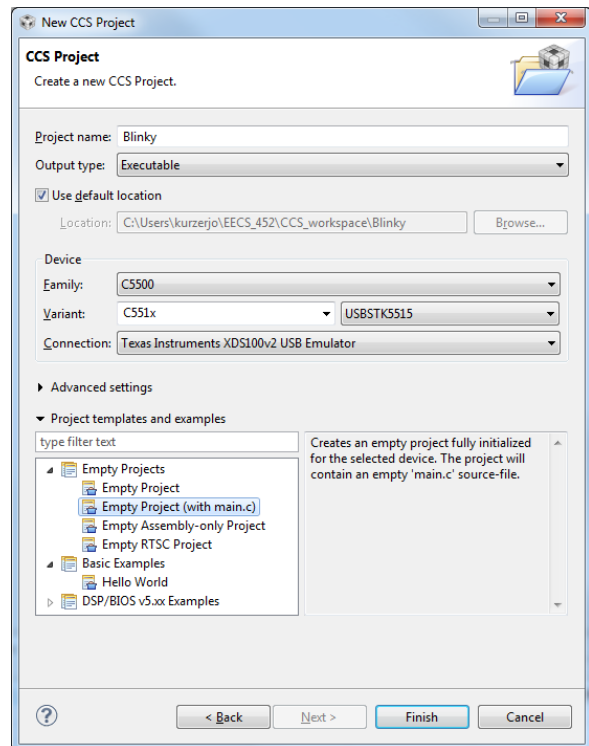 New CCS Project
CCS Project
Create a new CCS Project.
Project name: Blinky
Output type: Executable
Use default location
Location: C:\Users\kurzerjo\EECS_452\CCS_workspace\Blinky Browse...
Device
Family: C5500
Variant: C551x USBSTK5515
Connection: Texas Instruments XDS100v2 USB Emulator
Advanced settings
Project templates and examples
type filter text
Empty Projects
Empty Project
Empty Project (with main.c)
Empty Assembly-only Project
Empty RTSC Project
Basic Examples
Hello World
DSP/BIOS v5.xx Examples
Creates an empty project fully initialized
for the selected device. The project will
contain an empty 'main.c' source-file.
? < Back Next > Finish Cancel